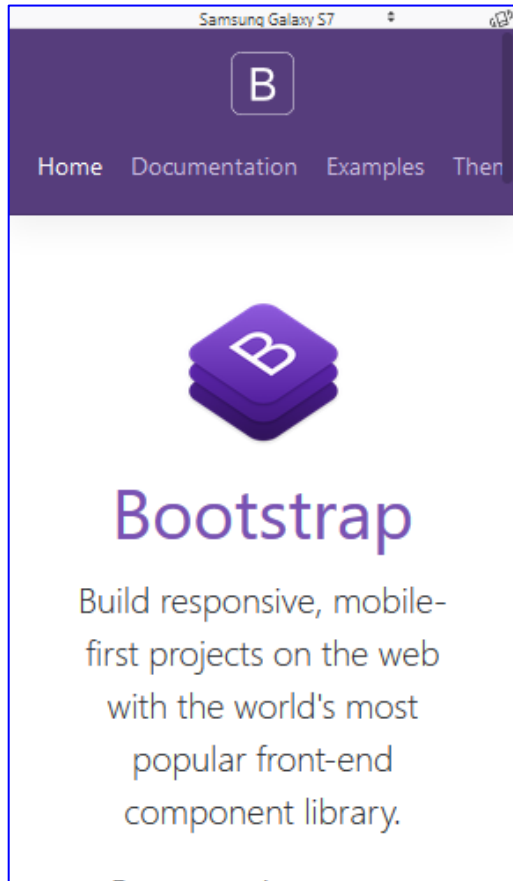 Samsung Galaxy S7
B
Home Documentation Examples Them
B
Bootstrap
Build responsive, mobile-
first projects on the web
with the world's most
popular front-end
component library.